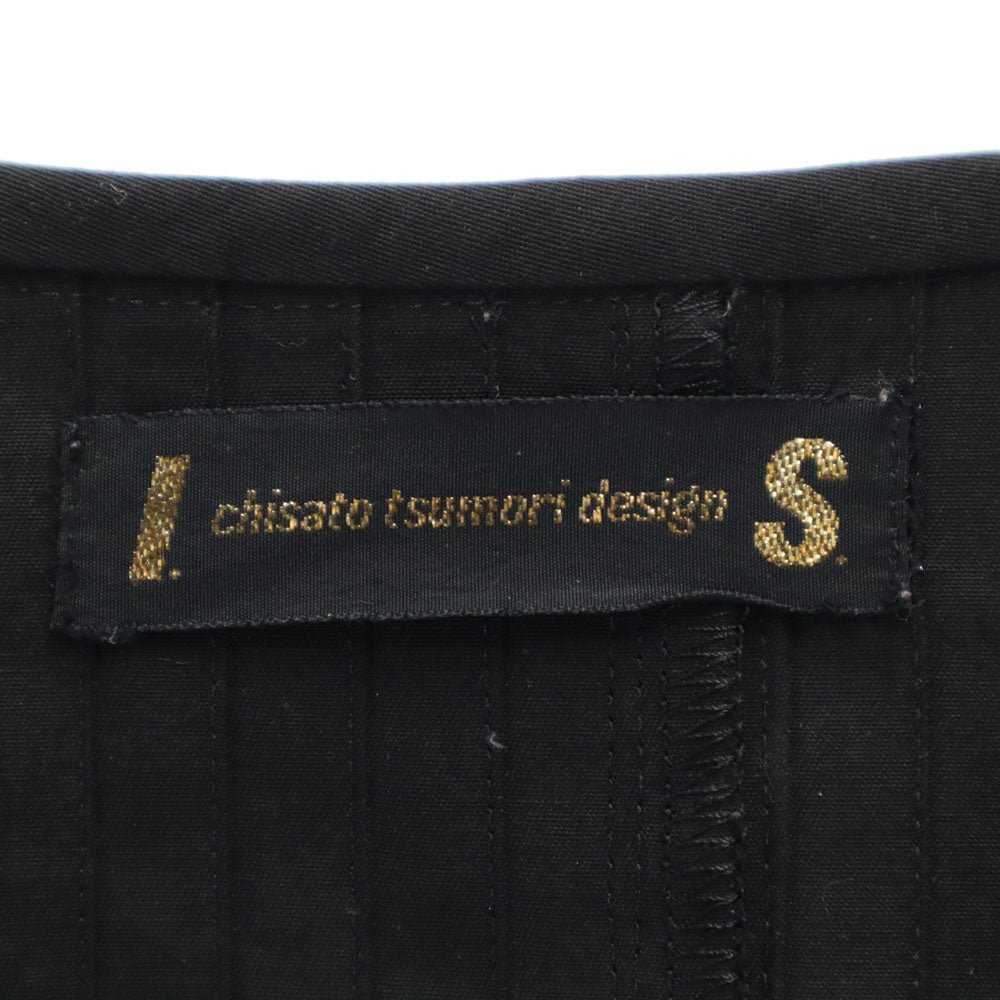 I. chisato tsumori design S.